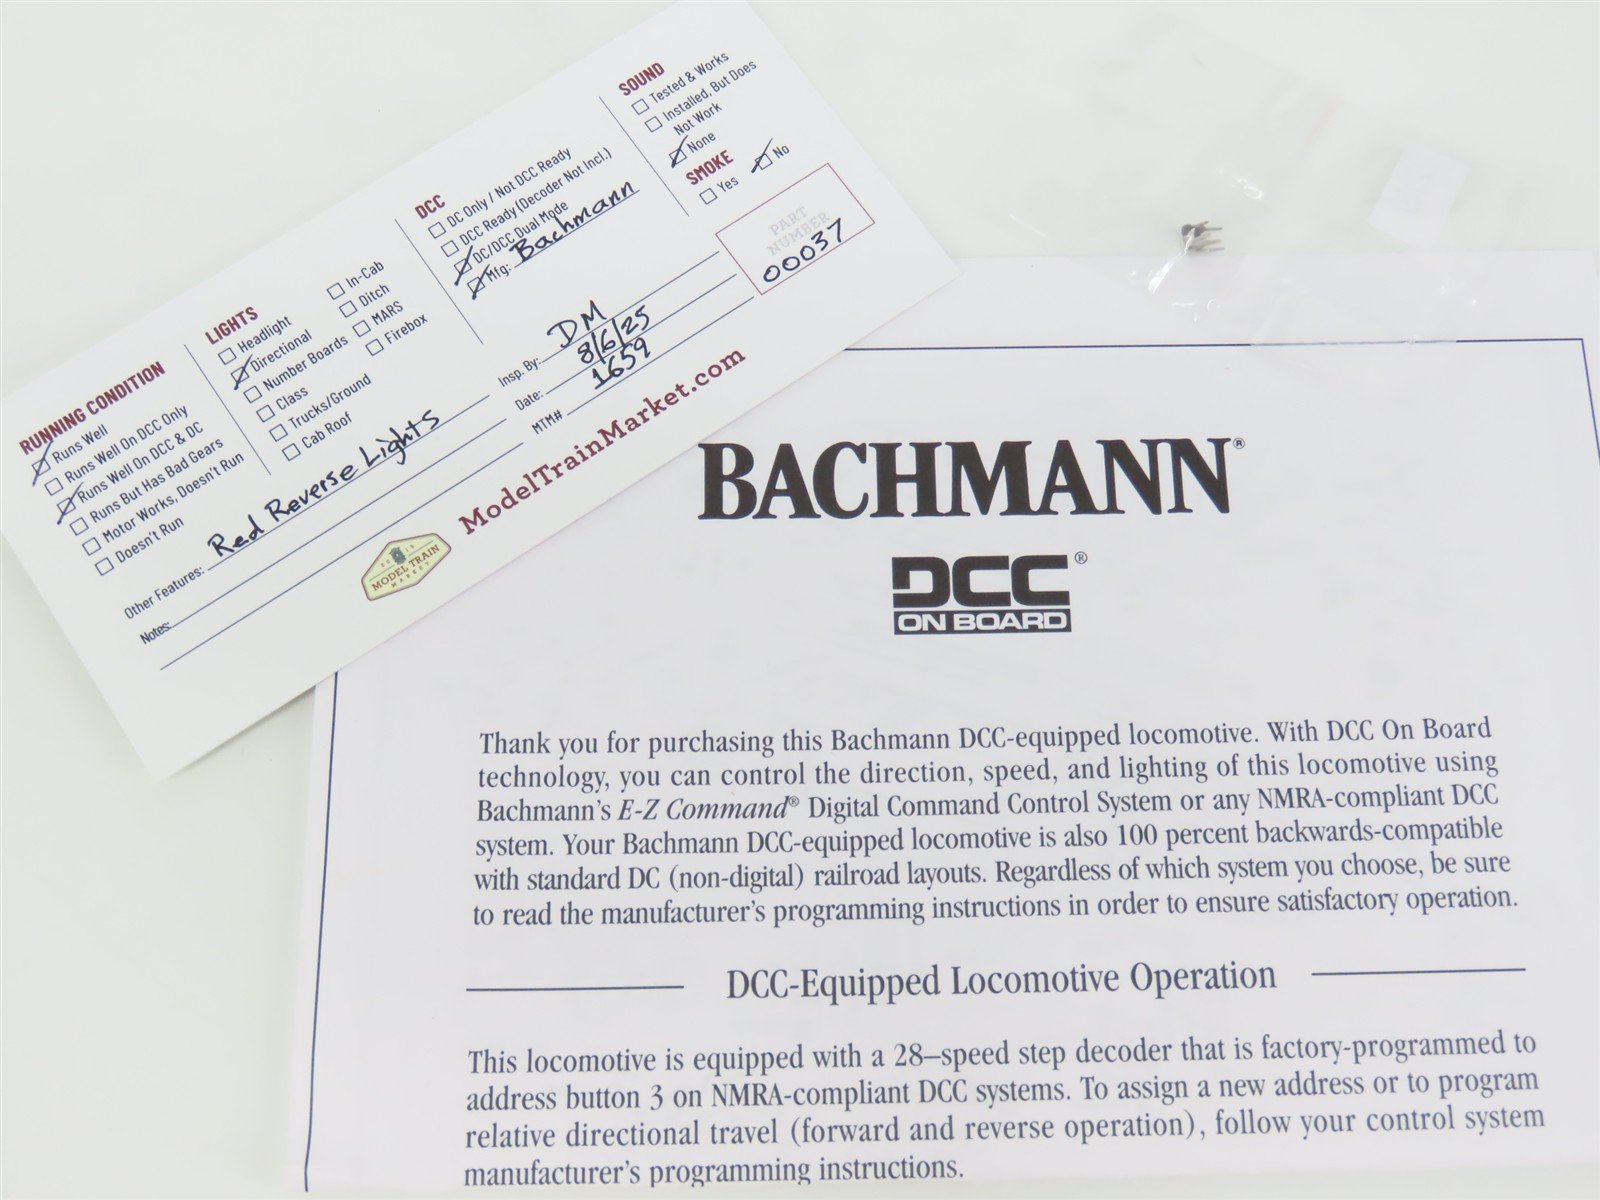 RUNNING CONDITION
Runs Well
Runs Well On DCC Only
Runs Well On DCC & DC
Runs But Has Bad Gears
Motor Works, Doesn't Run
Doesn't Run
LIGHTS
Headlight
Directional
Number Boards
Class
Trucks/Ground
Cab Roof
In-Cab
Ditch
MARS
Firebox
DCC
DC Only / Not DCC Ready
DCC Ready (Decoder Not Incl.)
DC/DCC Dual Mode
Mfg: Bachmann
SOUND
Tested & Works
Installed, But Does
Not Work
None
SMOKE
Yes
No
PART
NUMBER
00037
Other Features: Red Reverse Lights
Notes:
Insp. By: DM
Date: 8/6/25
MTM# 1659
MODEL TRAIN
MARKET
ModelTrainMarket.com
BACHMANN®
DCC®
ON BOARD
Thank you for purchasing this Bachmann DCC-equipped locomotive. With DCC On Board
technology, you can control the direction, speed, and lighting of this locomotive using
Bachmann's E-Z Command® Digital Command Control System or any NMRA-compliant DCC
system. Your Bachmann DCC-equipped locomotive is also 100 percent backwards-compatible
with standard DC (non-digital) railroad layouts. Regardless of which system you choose, be sure
to read the manufacturer's programming instructions in order to ensure satisfactory operation.
DCC-Equipped Locomotive Operation
This locomotive is equipped with a 28–speed step decoder that is factory-programmed to
address button 3 on NMRA-compliant DCC systems. To assign a new address or to program
relative directional travel (forward and reverse operation), follow your control system
manufacturer's programming instructions.